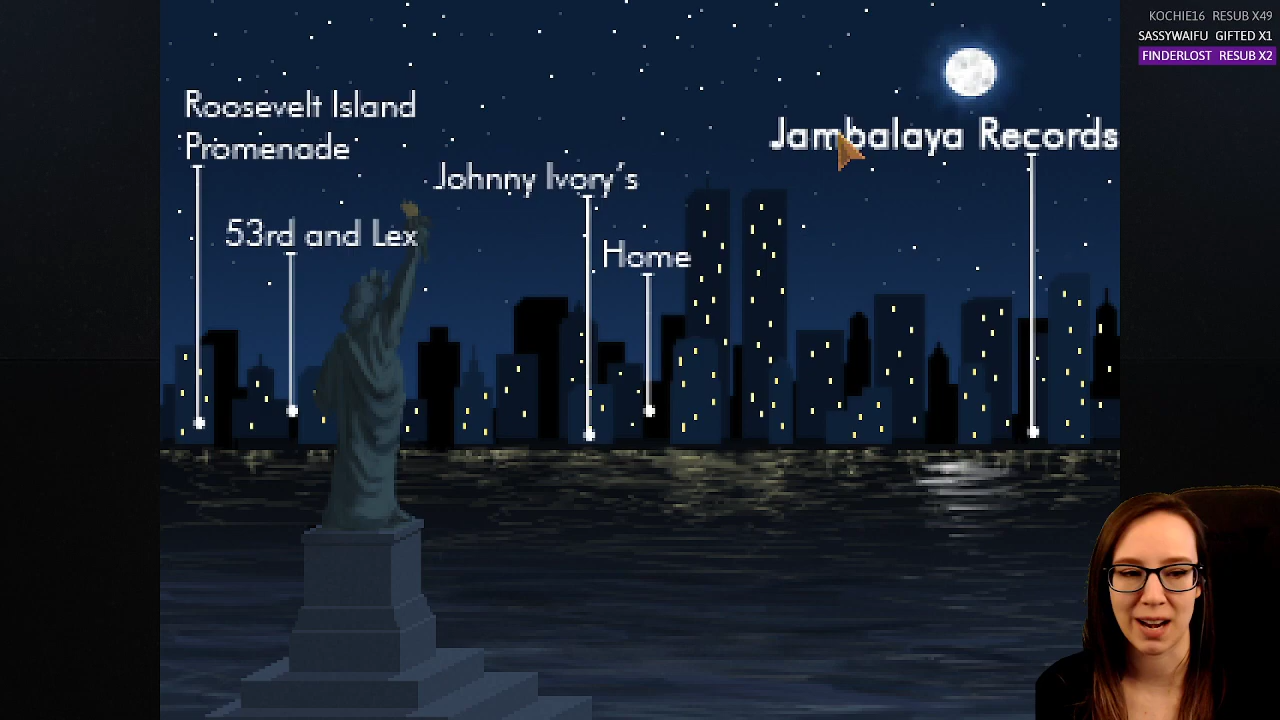 KOCHIE16 RESUB X49
SASSYWAIFU GIFTED X1
FINDERLOST RESUB X2
Roosevelt Island
Promenade
Jambalaya Records
Johnny Ivory's
53rd and Lex
Home